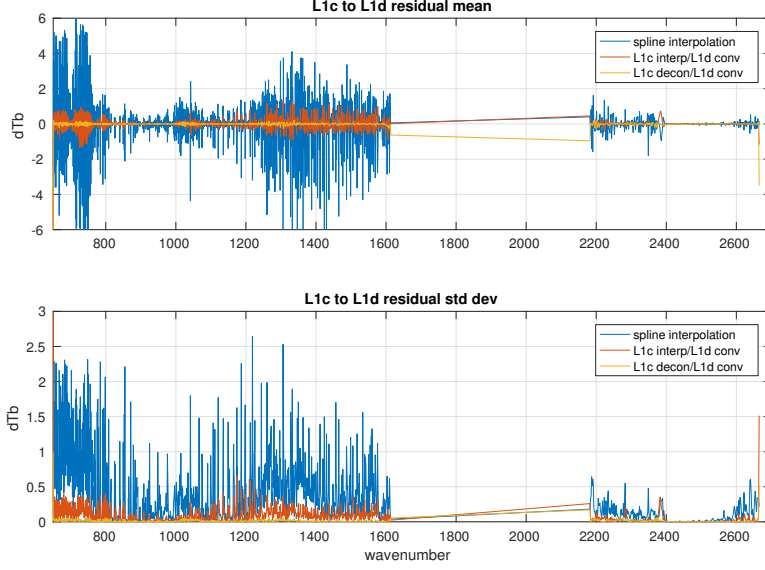 L1c to L1d residual mean
6
4
2
0
-2
-4
-6
dTb
spline interpolation
L1c interp/L1d conv
L1c decon/L1d conv
800 1000 1200 1400 1600 1800 2000 2200 2400 2600
L1c to L1d residual std dev
3
2.5
2
1.5
1
0.5
0
dTb
spline interpolation
L1c interp/L1d conv
L1c decon/L1d conv
800 1000 1200 1400 1600 1800 2000 2200 2400 2600
wavenumber